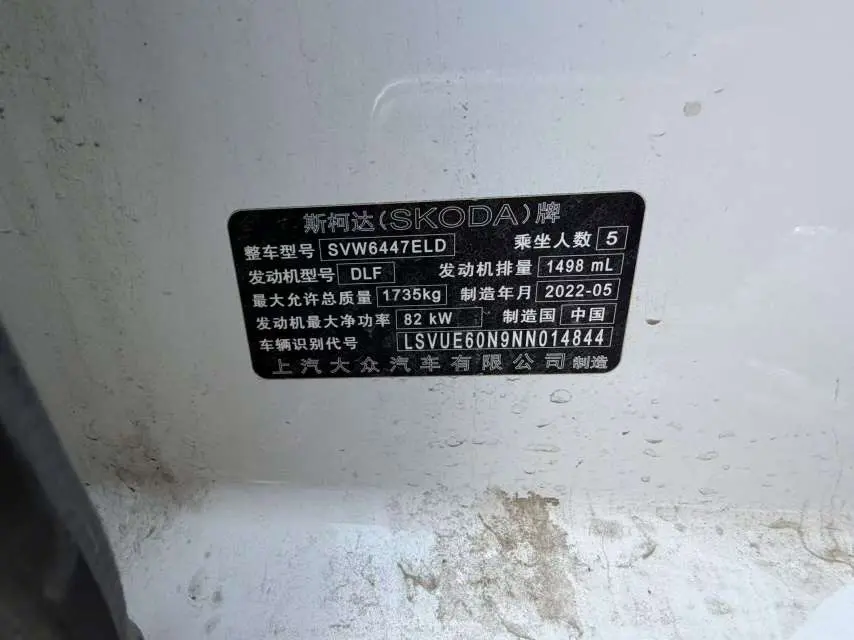 斯柯达(SKODA)牌
整车型号 SVW6447ELD 乘坐人数 5
发动机型号 DLF 发动机排量 1498 mL
最大允许总质量 1735kg 制造年月 2022-05
发动机最大净功率 82 kW 制造国 中国
车辆识别代号 LSVUE60N9NN014844
上汽大众汽车有限公司 制造